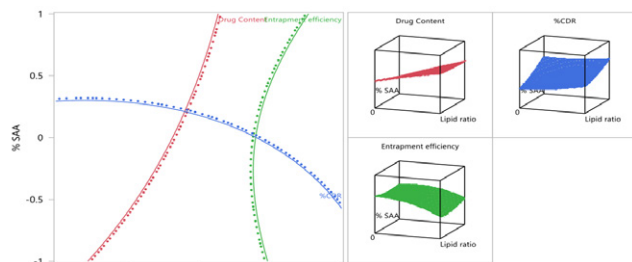 1
0.5
0
-0.5
-1
% SAA
Drug Content
Entrapment efficiency
%CDR
Drug Content
% SAA
0
Lipid ratio
%CDR
% SAA
0
Lipid ratio
Entrapment efficiency
% SAA
0
Lipid ratio